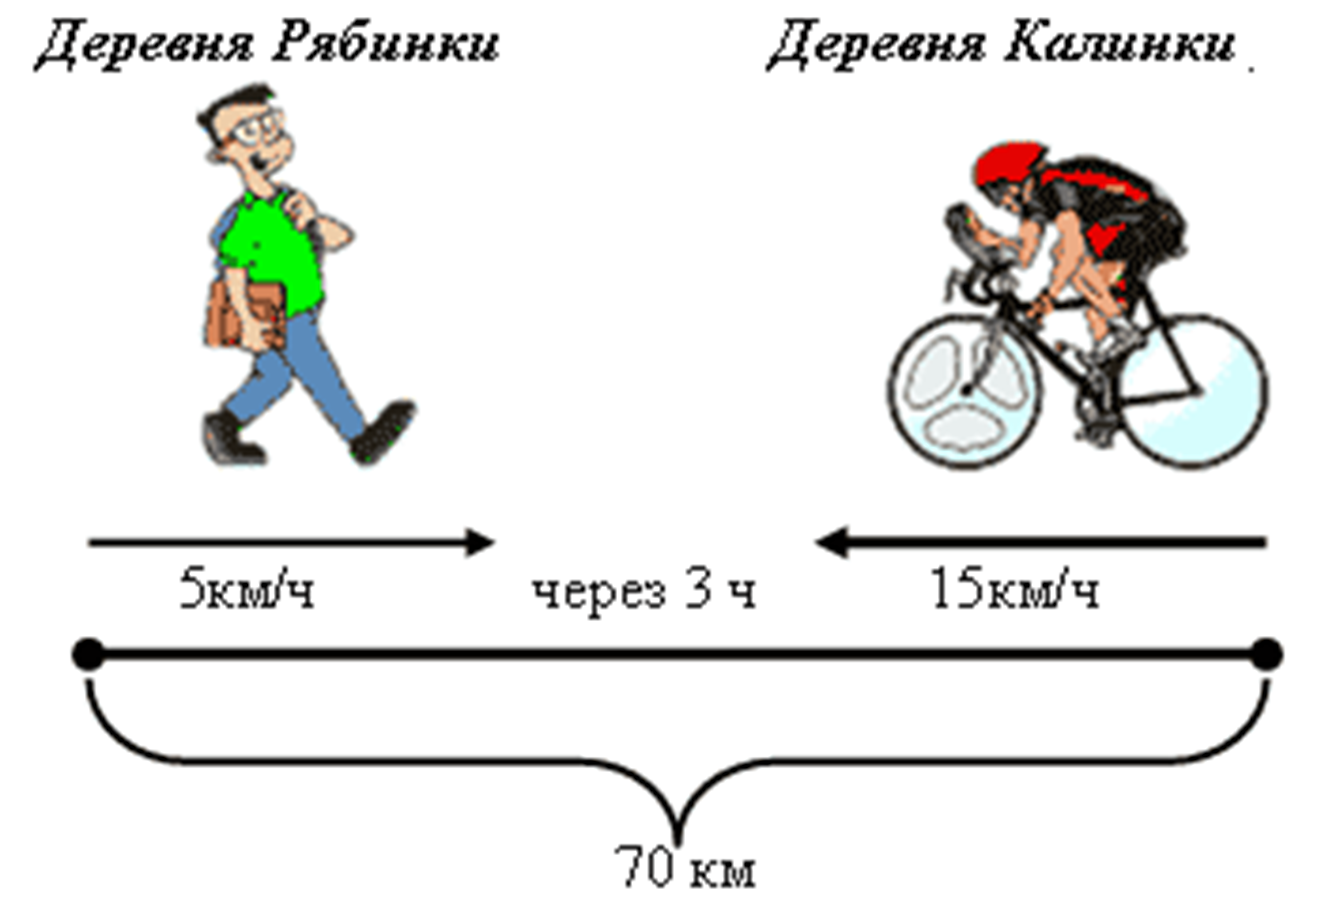 Деревня Рябинки
Деревня Калинки .
5км/ч
через 3 ч
15км/ч
70 км